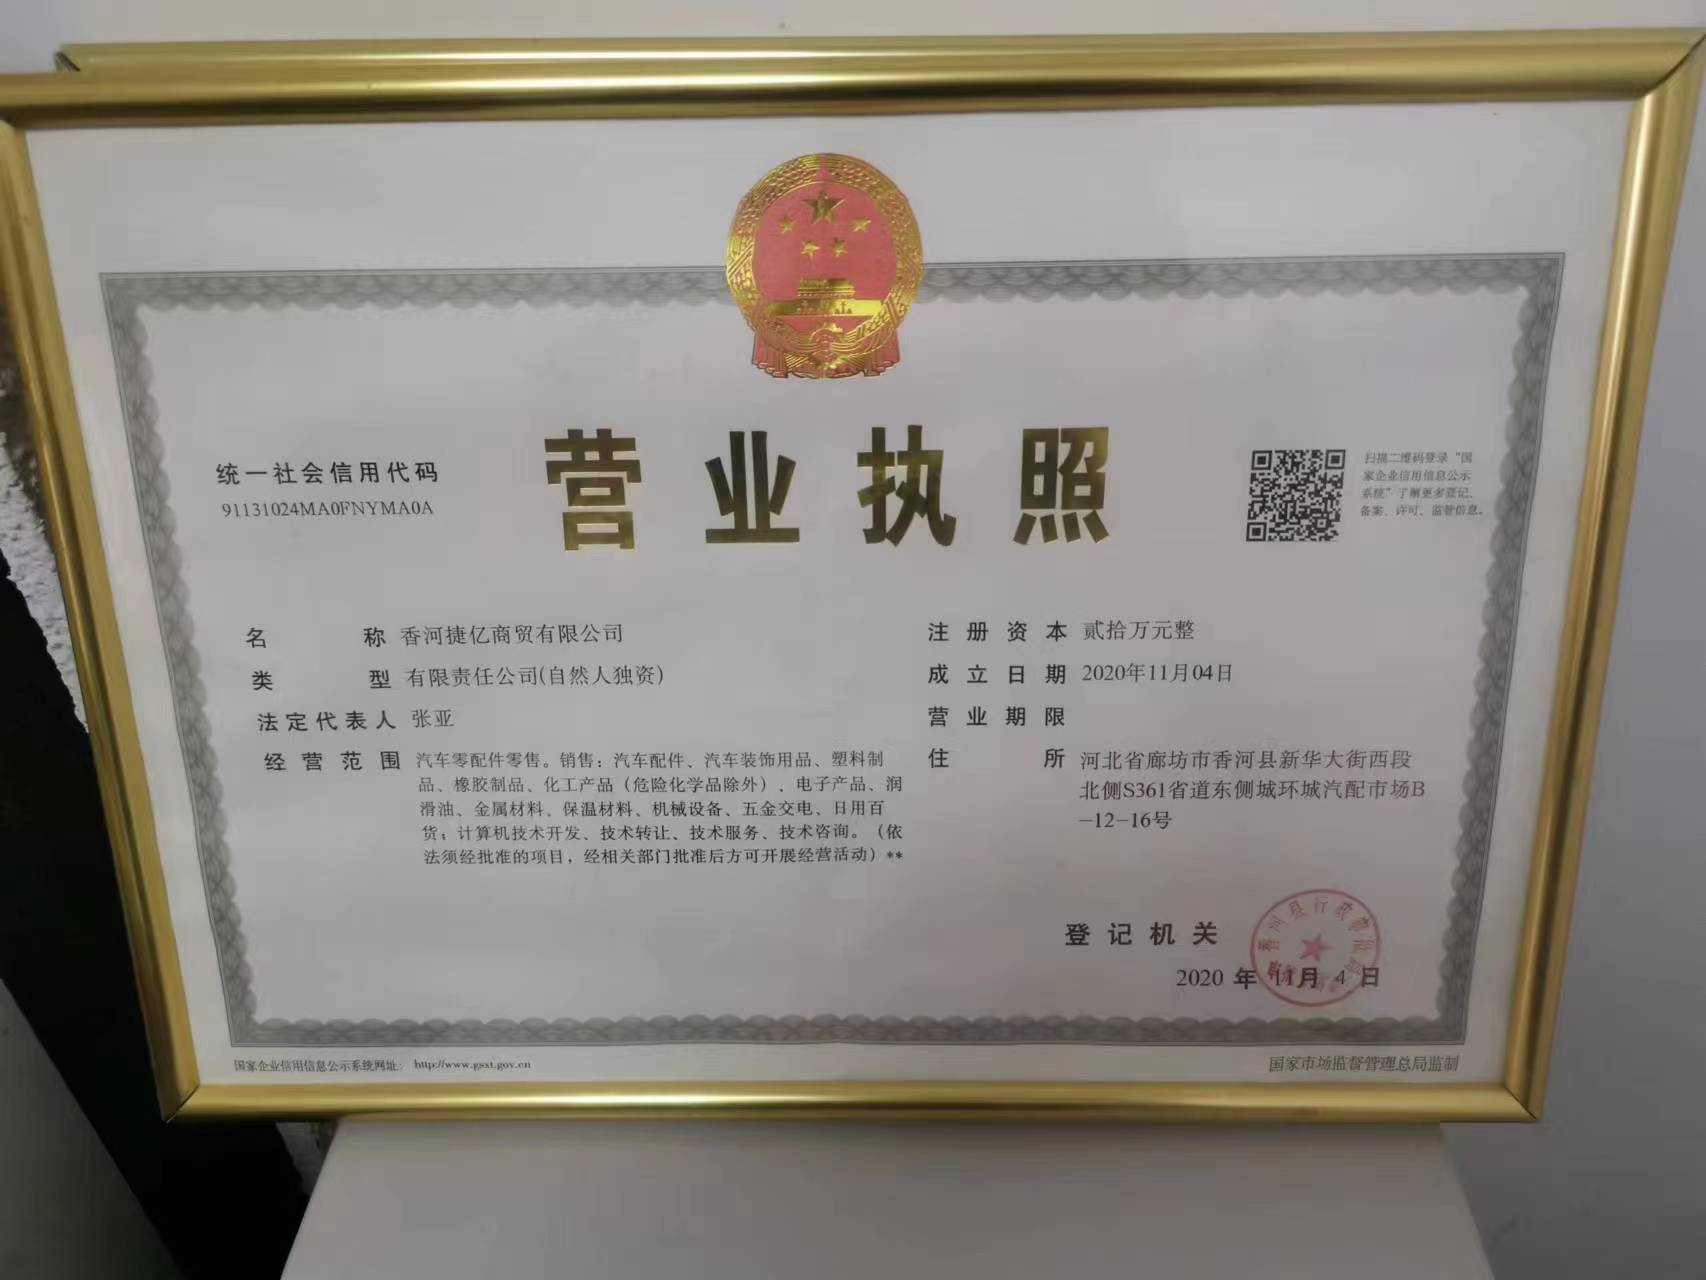 营业执照
统一社会信用代码
91131024MA0FNYMA0A
扫描二维码登录“国
家企业信用信息公示
系统”了解更多登记、
备案、许可、监管信息。
名称 香河捷亿商贸有限公司
类型 有限责任公司(自然人独资)
法定代表人 张亚
经营范围 汽车零配件零售。销售：汽车配件、汽车装饰用品、塑料制
品、橡胶制品、化工产品（危险化学品除外）、电子产品、润
滑油、金属材料、保温材料、机械设备、五金交电、日用百
货；计算机技术开发、技术转让、技术服务、技术咨询。（依
法须经批准的项目，经相关部门批准后方可开展经营活动）**
注册资本 贰拾万元整
成立日期 2020年11月04日
营业期限
住所 河北省廊坊市香河县新华大街西段
北侧S361省道东侧城环城汽配市场B
-12-16号
登记机关
香河县行政审批局
2020 年 11月 4 日
国家企业信用信息公示系统网址： http://www.gsxt.gov.cn
国家市场监督管理总局监制